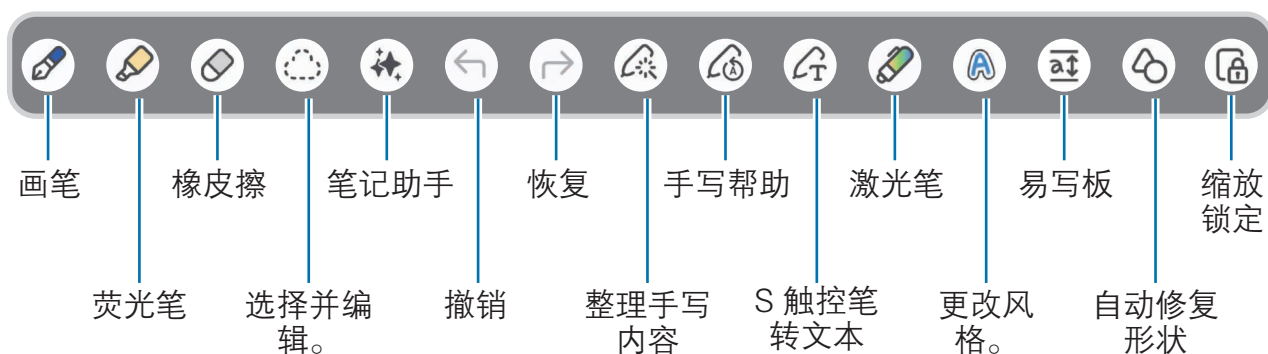 画笔
橡皮擦
笔记助手
恢复
手写帮助
激光笔
易写板
缩放
锁定
荧光笔
选择并编
辑。
撤销
整理手写
内容
S 触控笔
转文本
更改风
格。
自动修复
形状